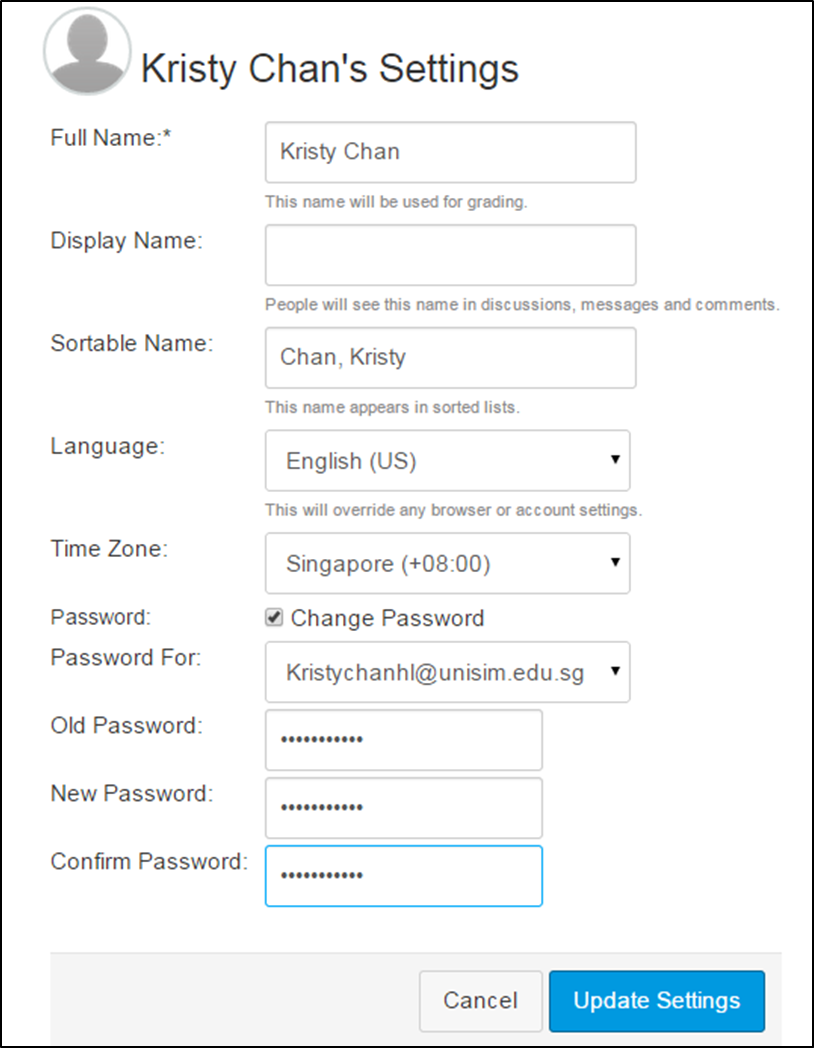 Kristy Chan's Settings
Full Name:*
Kristy Chan
This name will be used for grading.
Display Name:
People will see this name in discussions, messages and comments.
Sortable Name:
Chan, Kristy
This name appears in sorted lists.
Language:
English (US)
This will override any browser or account settings.
Time Zone:
Singapore (+08:00)
Password:
Change Password
Password For:
Kristychanhl@unisim.edu.sg
Old Password:
•••••••••••
New Password:
•••••••••••
Confirm Password:
•••••••••••
Cancel
Update Settings